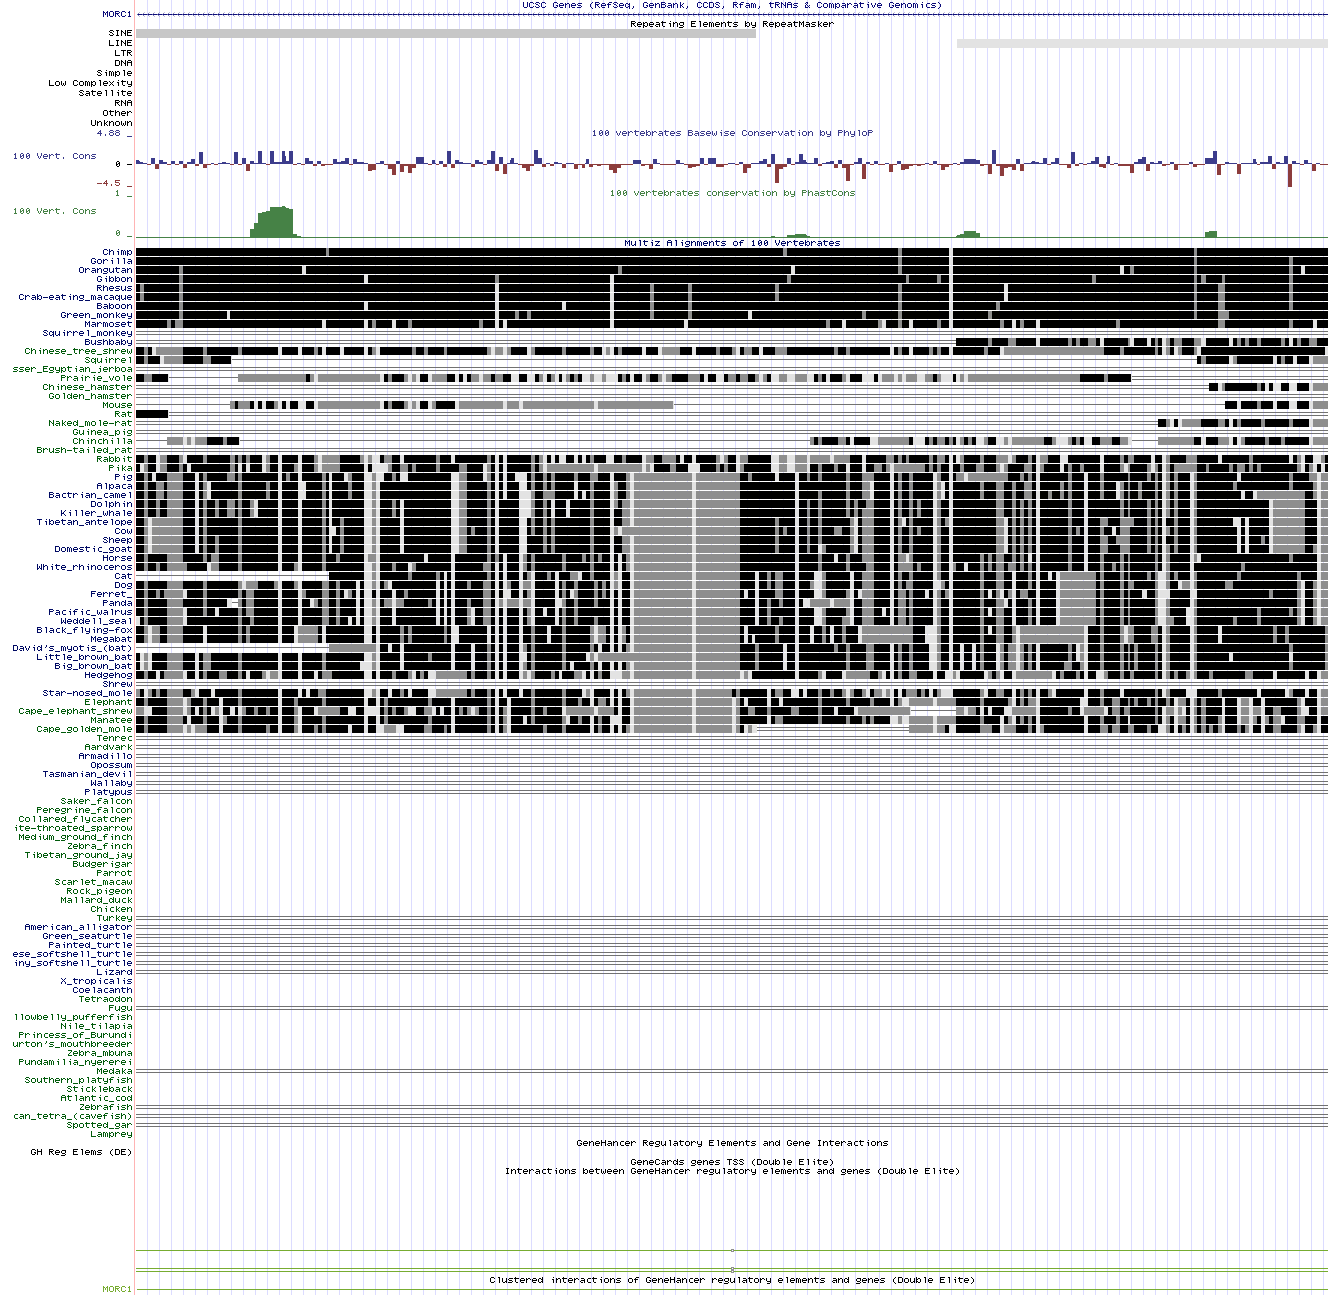 UCSC Genes (RefSeq, GenBank, CCDS, Rfam, tRNAs & Comparative Genomics)
MORC1
Repeating Elements by RepeatMasker
SINE
LINE
LTR
DNA
Simple
Low Complexity
Satellite
RNA
Other
Unknown
4.88 _
100 vertebrates Basewise Conservation by PhyloP
100 Vert. Cons
0 _
-4.5 _
100 vertebrates conservation by PhastCons
1 _
100 Vert. Cons
0 _
Multiz Alignments of 100 Vertebrates
Chimp
Gorilla
Orangutan
Gibbon
Rhesus
Crab-eating_macaque
Baboon
Green_monkey
Marmoset
Squirrel_monkey
Bushbaby
Chinese_tree_shrew
Squirrel
sser_Egyptian_jerboa
Prairie_vole
Chinese_hamster
Golden_hamster
Mouse
Rat
Naked_mole-rat
Guinea_pig
Chinchilla
Brush-tailed_rat
Rabbit
Pika
Pig
Alpaca
Bactrian_camel
Dolphin
Killer_whale
Tibetan_antelope
Cow
Sheep
Domestic_goat
Horse
White_rhinoceros
Cat
Dog
Ferret_
Panda
Pacific_walrus
Weddell_seal
Black_flying-fox
Megabat
David's_myotis_(bat)
Little_brown_bat
Big_brown_bat
Hedgehog
Shrew
Star-nosed_mole
Elephant
Cape_elephant_shrew
Manatee
Cape_golden_mole
Tenrec
Aardvark
Armadillo
Opossum
Tasmanian_devil
Wallaby
Platypus
Saker_falcon
Peregrine_falcon
Collared_flycatcher
ite-throated_sparrow
Medium_ground_finch
Zebra_finch
Tibetan_ground_jay
Budgerigar
Parrot
Scarlet_macaw
Rock_pigeon
Mallard_duck
Chicken
Turkey
American_alligator
Green_seaturtle
Painted_turtle
ese_softshell_turtle
iny_softshell_turtle
Lizard
X_tropicalis
Coelacanth
Tetraodon
Fugu
llowbelly_pufferfish
Nile_tilapia
Princess_of_Burundi
urton's_mouthbreeder
Zebra_mbuna
Pundamilia_nyererei
Medaka
Southern_platyfish
Stickleback
Atlantic_cod
Zebrafish
can_tetra_(cavefish)
Spotted_gar
Lamprey
GeneHancer Regulatory Elements and Gene Interactions
GH Reg Elems (DE)
GeneCards genes TSS (Double Elite)
Interactions between GeneHancer regulatory elements and genes (Double Elite)
Clustered interactions of GeneHancer regulatory elements and genes (Double Elite)
MORC1